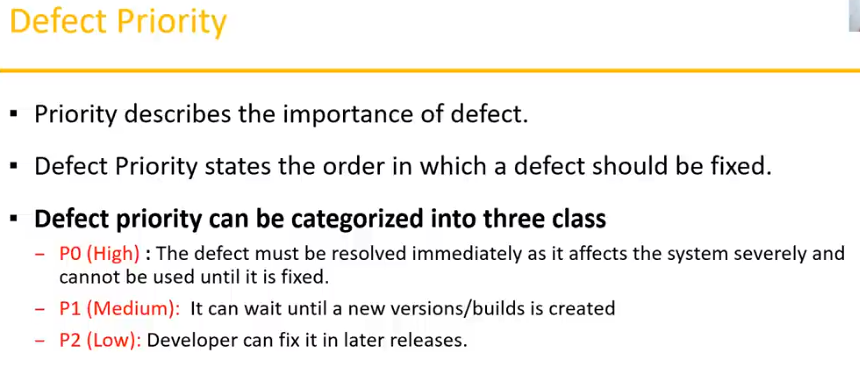 Defect Priority
▪ Priority describes the importance of defect.
▪ Defect Priority states the order in which a defect should be fixed.
▪ Defect priority can be categorized into three class
– P0 (High) : The defect must be resolved immediately as it affects the system severely and
cannot be used until it is fixed.
– P1 (Medium): It can wait until a new versions/builds is created
– P2 (Low): Developer can fix it in later releases.